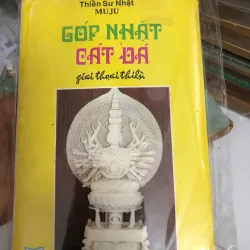 Thiền Sư Nhật
MUJU
GÓP NHẶT
CÁT ĐÁ
giai thoại thiền